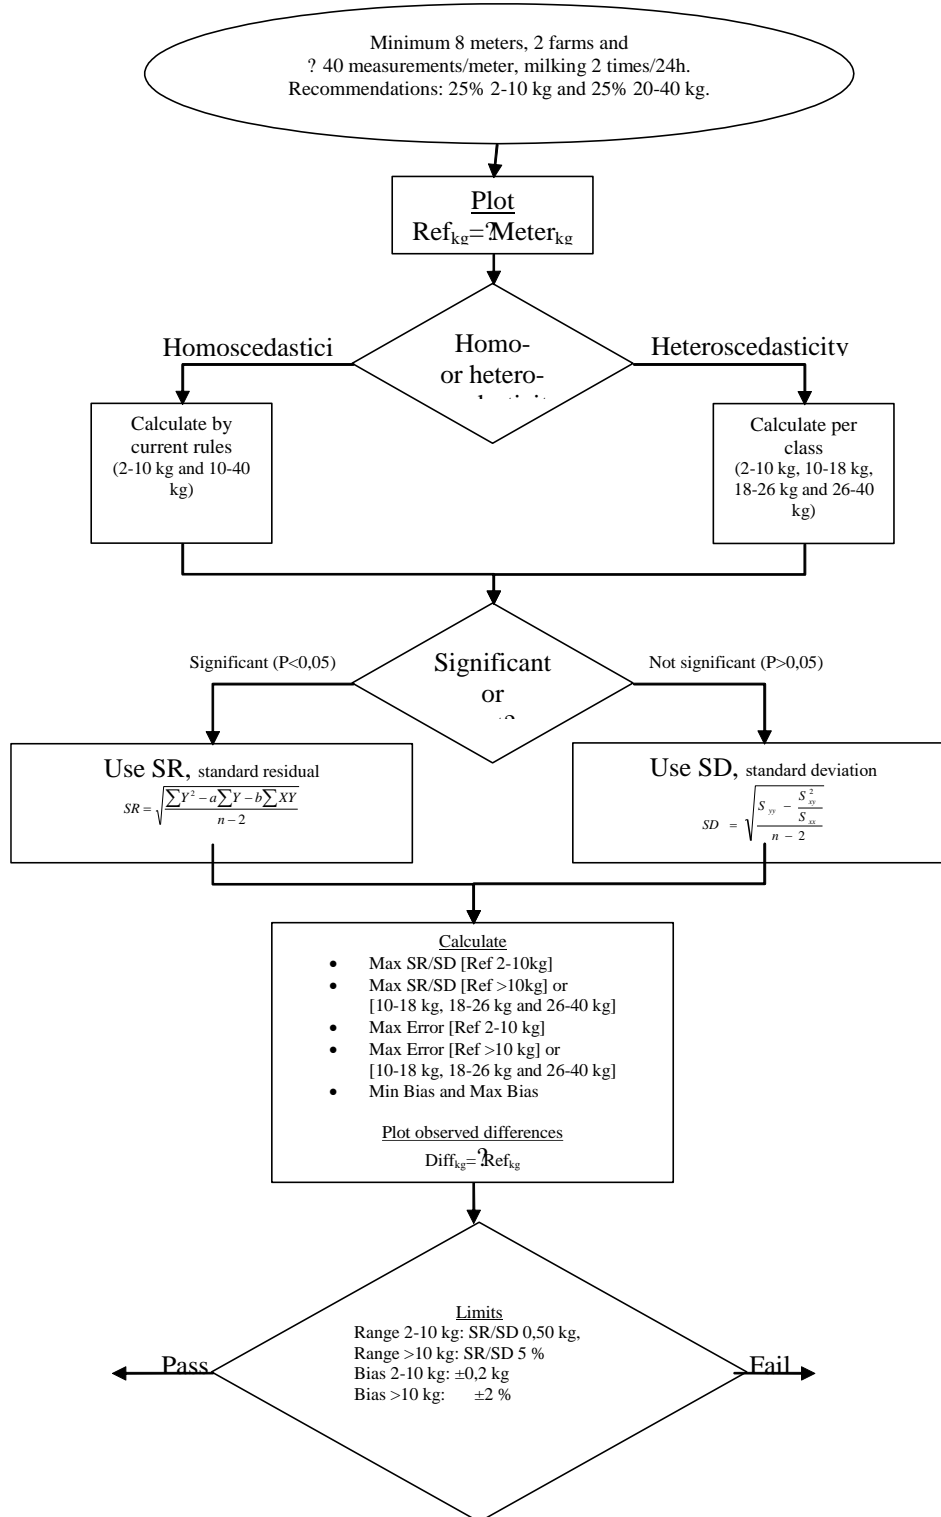 Minimum 8 meters, 2 farms and
? 40 measurements/meter, milking 2 times/24h.
Recommendations: 25% 2-10 kg and 25% 20-40 kg.
Plot
Ref kg=?Meter kg
Homoscedastici
Homo-
or hetero-
Heteroscedasticity
Calculate by
current rules
(2-10 kg and 10-40
kg)
Calculate per
class
(2-10 kg, 10-18 kg,
18-26 kg and 26-40
kg)
Significant (P<0,05)
Significant
or
Not significant (P>0,05)
Use SR, standard residual
SR = √((∑Y² − a∑Y − b∑XY) / (n − 2))
Use SD, standard deviation
SD = √((S yy − S²xy / S xx) / (n − 2))
Calculate
• Max SR/SD [Ref 2-10kg]
• Max SR/SD [Ref >10kg] or
[10-18 kg, 18-26 kg and 26-40 kg]
• Max Error [Ref 2-10 kg]
• Max Error [Ref >10 kg] or
[10-18 kg, 18-26 kg and 26-40 kg]
• Min Bias and Max Bias
Plot observed differences
Diff kg=?Ref kg
Limits
Range 2-10 kg: SR/SD 0,50 kg,
Range >10 kg: SR/SD 5 %
Bias 2-10 kg: ±0,2 kg
Bias >10 kg: ±2 %
Pass
Fail